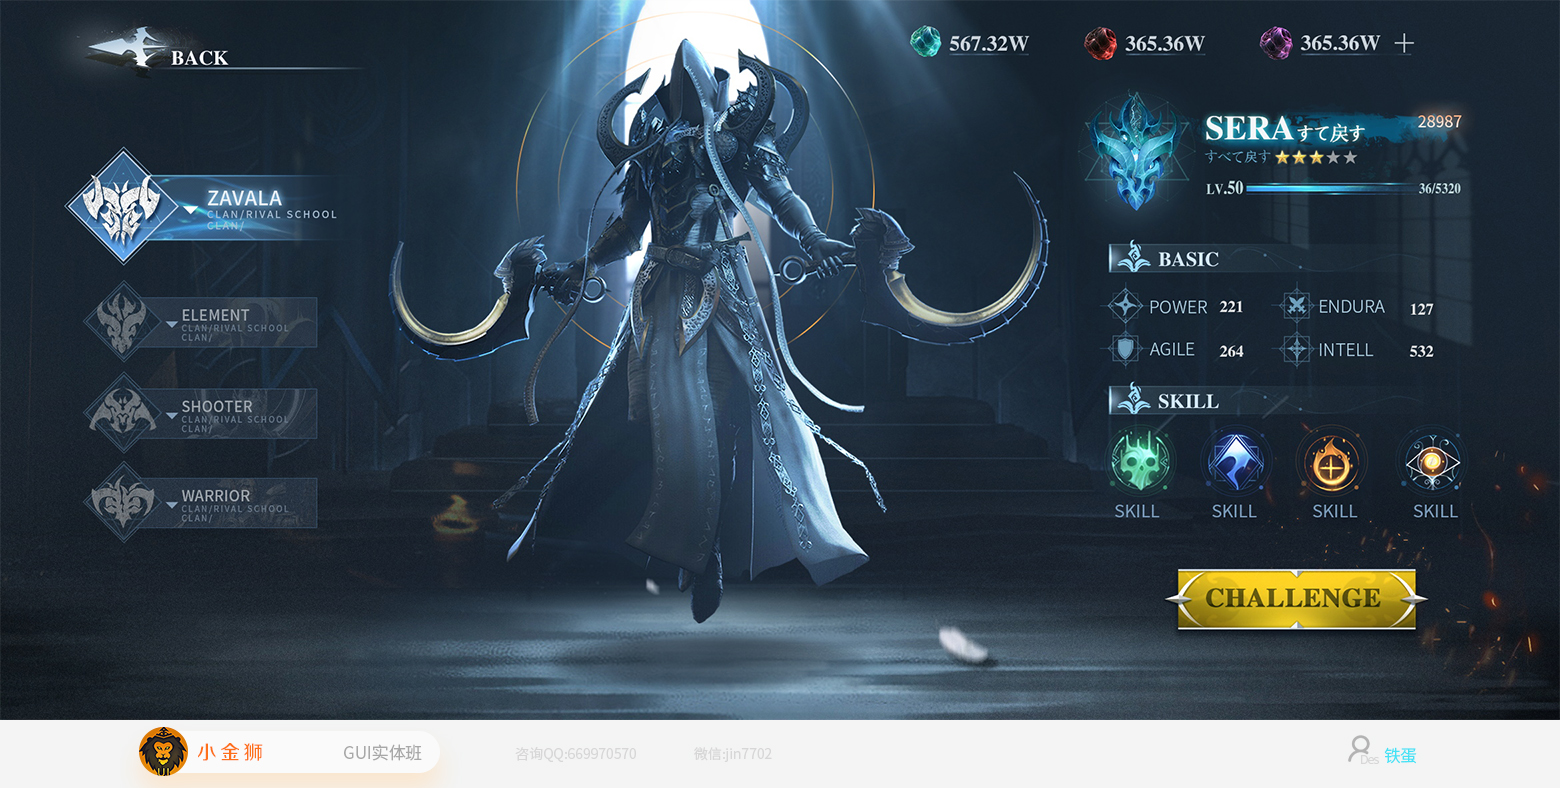 BACK
567.32W
365.36W
365.36W
ZAVALA
CLAN/RIVAL SCHOOL
CLAN/
ELEMENT
CLAN/RIVAL SCHOOL
CLAN/
SHOOTER
CLAN/RIVAL SCHOOL
CLAN/
WARRIOR
CLAN/RIVAL SCHOOL
CLAN/
SERA すて戻す
28987
すべて戻す
LV.50
36/5320
BASIC
POWER 221
ENDURA 127
AGILE 264
INTELL 532
SKILL
SKILL
SKILL
SKILL
SKILL
CHALLENGE
小金狮
GUI实体班
咨询QQ:669970570
微信:jin7702
Des
铁蛋
UI